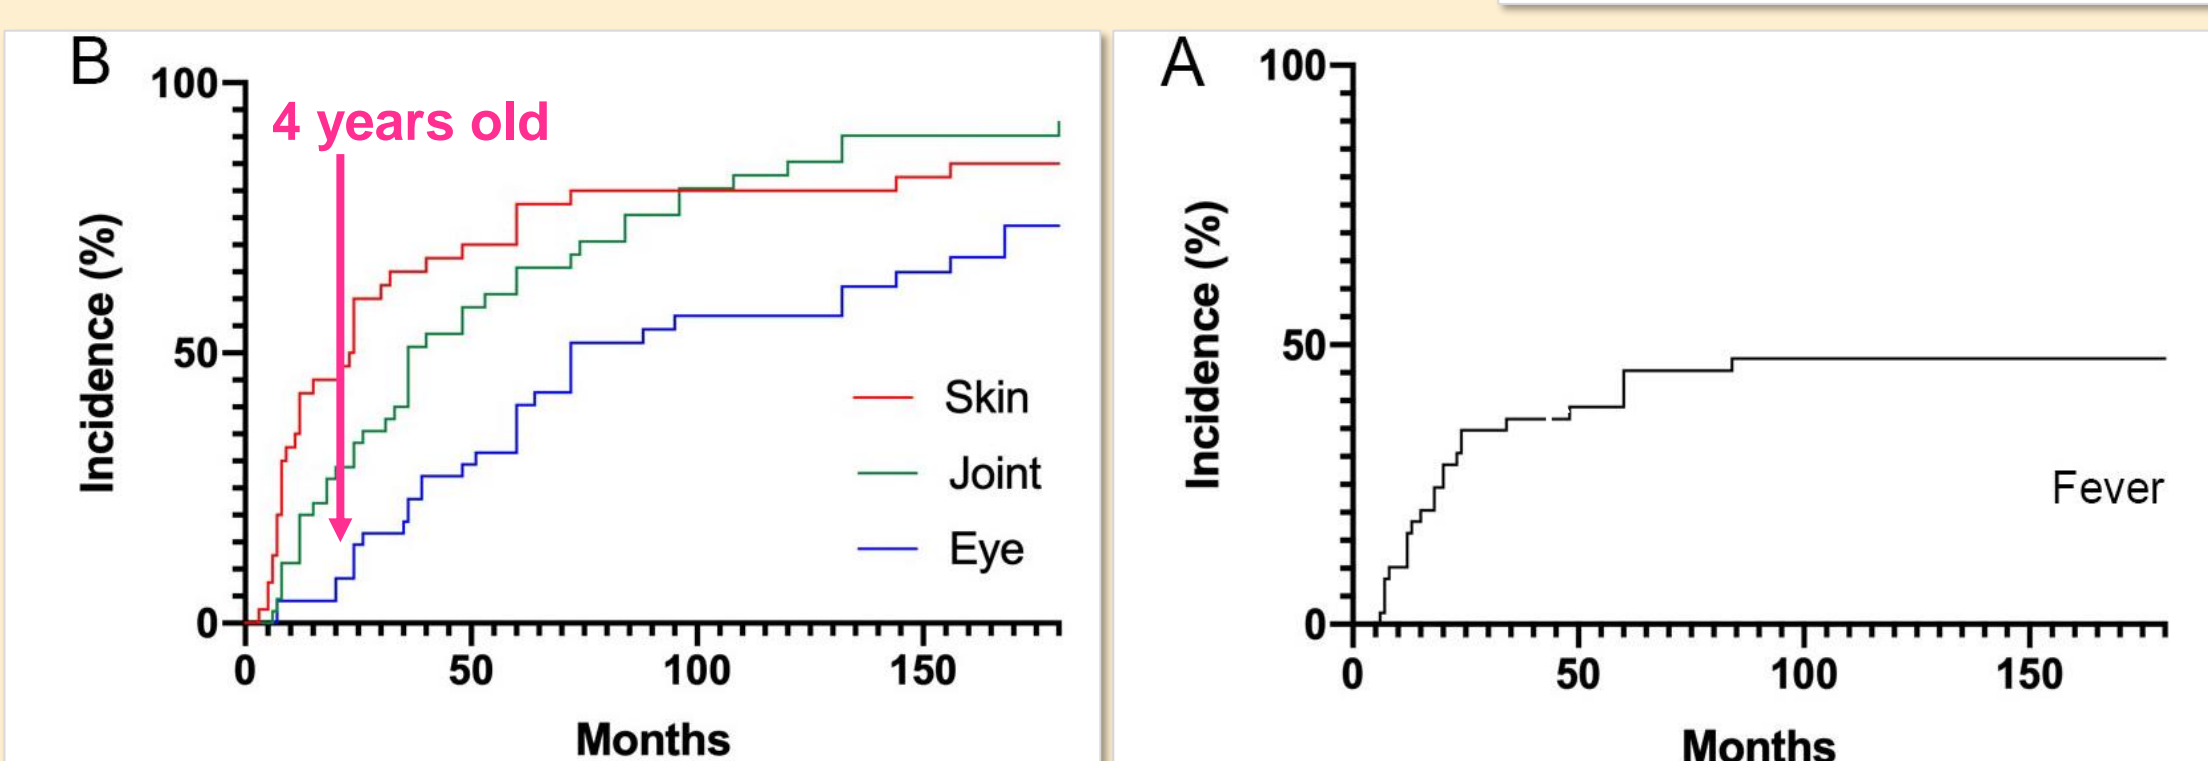 B
100
4 years old
50
0
Incidence (%)
Skin
Joint
Eye
0 50 100 150
Months
A
100
50
0
Incidence (%)
Fever
0 50 100 150
Months